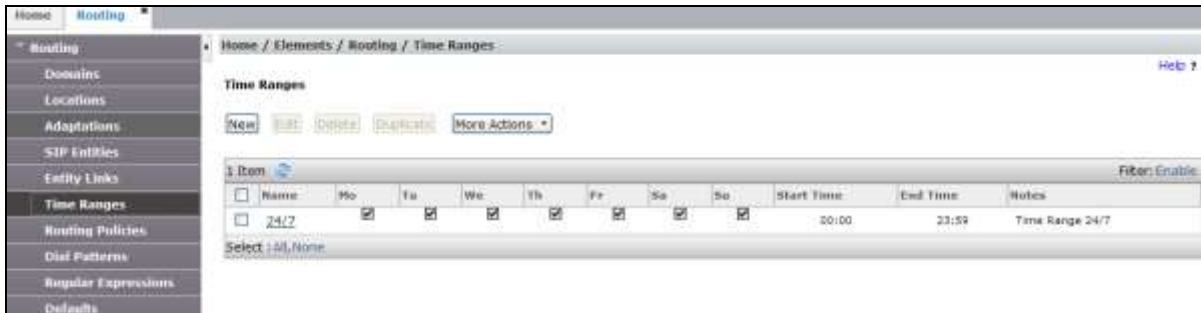 Home Routing
Routing
Home / Elements / Routing / Time Ranges
Help ?
Domains
Time Ranges
Locations
Adaptations
New Edit Delete Duplicate More Actions
SIP Entities
Entity Links
1 Item Filter: Enable
Name Mo Tu We Th Fr Sa Su Start Time End Time Notes
Time Ranges
24/7 00:00 23:59 Time Range 24/7
Routing Policies
Select : All, None
Dial Patterns
Regular Expressions
Defaults